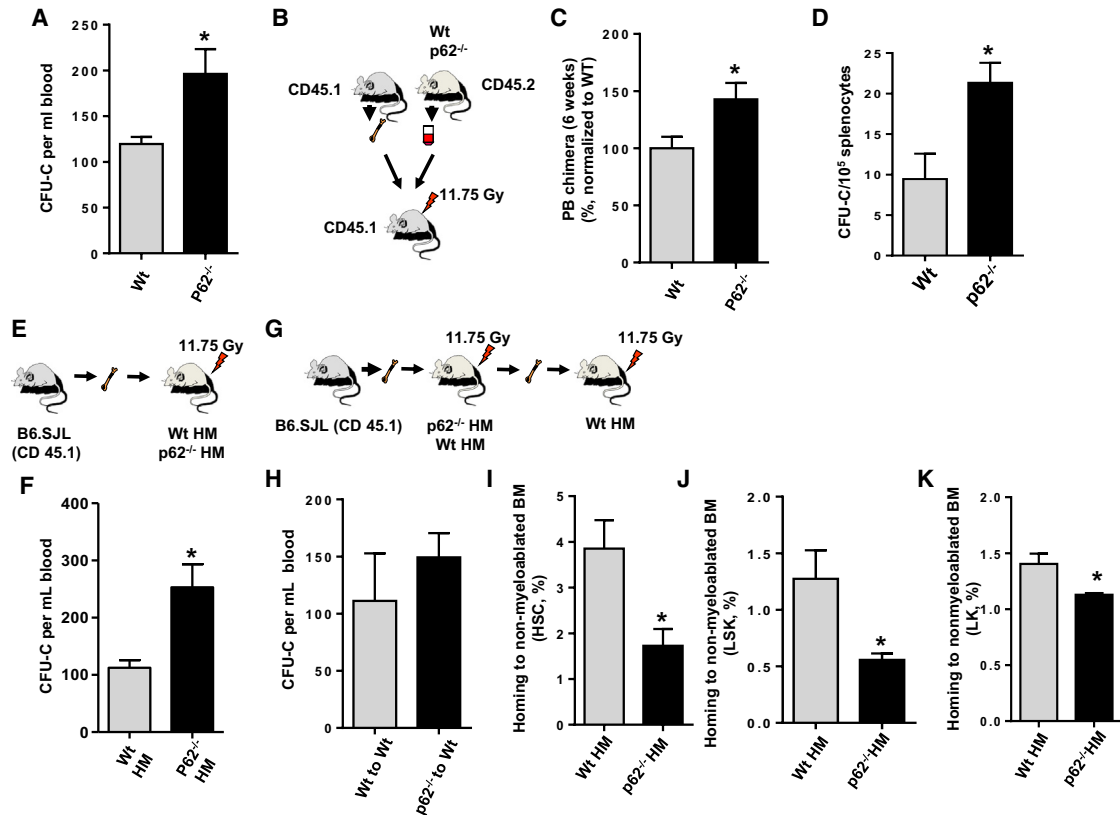 A
CFU-C per ml blood
250
200
150
100
50
0
*
Wt
P62-/-
B
Wt
p62-/-
CD45.1
CD45.2
11.75 Gy
CD45.1
C
PB chimera (6 weeks)
(%, normalized to WT)
200
150
100
50
0
*
Wt
P62-/-
D
CFU-C/10⁵ splenocytes
25
20
15
10
5
0
*
Wt
p62-/-
E
11.75 Gy
B6.SJL
(CD 45.1)
Wt HM
p62-/- HM
G
11.75 Gy
11.75 Gy
B6.SJL (CD 45.1)
p62-/- HM
Wt HM
Wt HM
F
CFU-C per mL blood
400
300
200
100
0
*
Wt
HM
P62-/-
HM
H
CFU-C per mL blood
200
150
100
50
0
Wt to Wt
p62-/- to Wt
I
Homing to non-myeloablated BM
(HSC, %)
5
4
3
2
1
0
*
Wt HM
p62-/- HM
J
Homing to non-myeloablated BM
(LSK, %)
2.0
1.5
1.0
0.5
0.0
*
Wt HM
p62-/-HM
K
Homing to nonmyeloablated BM
(LK, %)
2.0
1.5
1.0
0.5
0.0
*
Wt HM
p62-/-HM